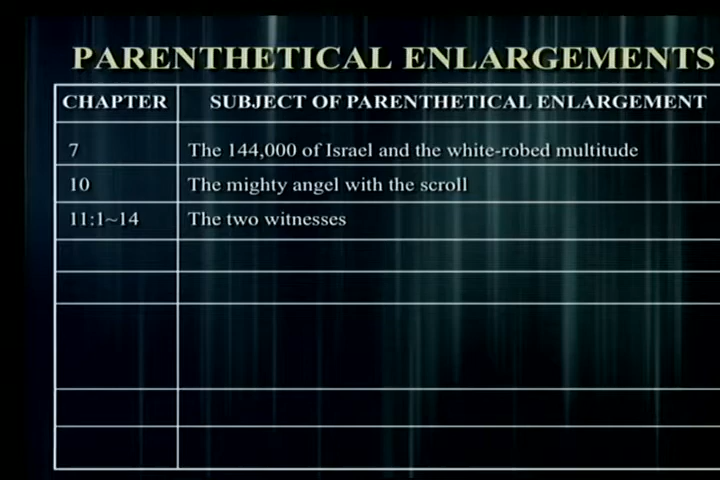 PARENTHETICAL ENLARGEMENTS
CHAPTER SUBJECT OF PARENTHETICAL ENLARGEMENT
7 The 144,000 of Israel and the white-robed multitude
10 The mighty angel with the scroll
11:1~14 The two witnesses